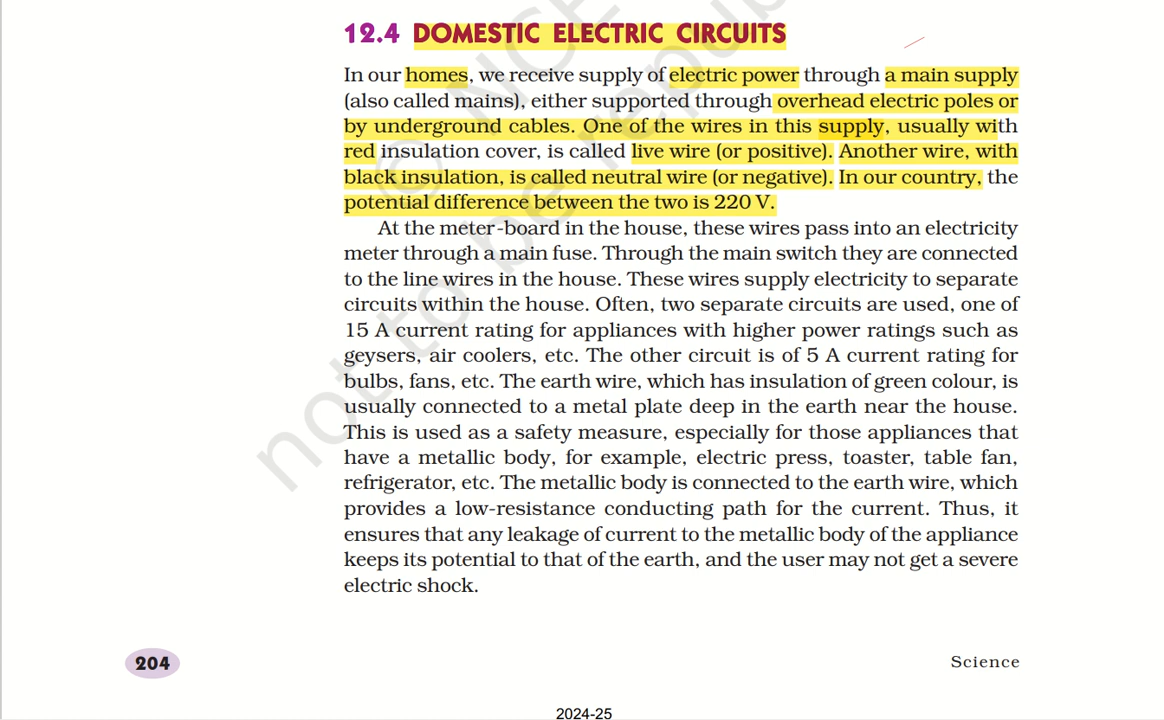 12.4 DOMESTIC ELECTRIC CIRCUITS
In our homes, we receive supply of electric power through a main supply
(also called mains), either supported through overhead electric poles or
by underground cables. One of the wires in this supply, usually with
red insulation cover, is called live wire (or positive). Another wire, with
black insulation, is called neutral wire (or negative). In our country, the
potential difference between the two is 220 V.
At the meter-board in the house, these wires pass into an electricity
meter through a main fuse. Through the main switch they are connected
to the line wires in the house. These wires supply electricity to separate
circuits within the house. Often, two separate circuits are used, one of
15 A current rating for appliances with higher power ratings such as
geysers, air coolers, etc. The other circuit is of 5 A current rating for
bulbs, fans, etc. The earth wire, which has insulation of green colour, is
usually connected to a metal plate deep in the earth near the house.
This is used as a safety measure, especially for those appliances that
have a metallic body, for example, electric press, toaster, table fan,
refrigerator, etc. The metallic body is connected to the earth wire, which
provides a low-resistance conducting path for the current. Thus, it
ensures that any leakage of current to the metallic body of the appliance
keeps its potential to that of the earth, and the user may not get a severe
electric shock.
204
Science
2024-25
not to be